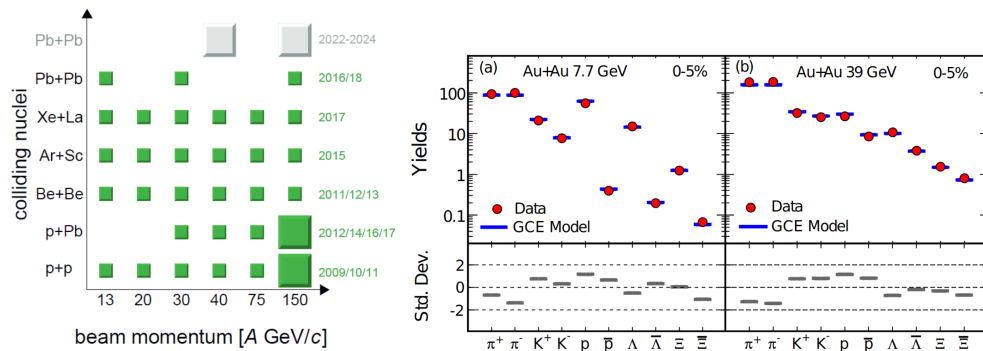 colliding nuclei
Pb+Pb 2022-2024
Pb+Pb 2016/18
Xe+La 2017
Ar+Sc 2015
Be+Be 2011/12/13
p+Pb 2012/14/16/17
p+p 2009/10/11
13 20 30 40 75 150
beam momentum [A GeV/c]
(a) Au+Au 7.7 GeV 0-5%
Yields
100
10
1
0.1
Data
GCE Model
Std. Dev.
2
0
-2
π⁺ π⁻ K⁺ K⁻ p p̅ Λ Λ̅ Ξ Ξ̅
(b) Au+Au 39 GeV 0-5%
Data
GCE Model
π⁺ π⁻ K⁺ K⁻ p p̅ Λ Λ̅ Ξ Ξ̅